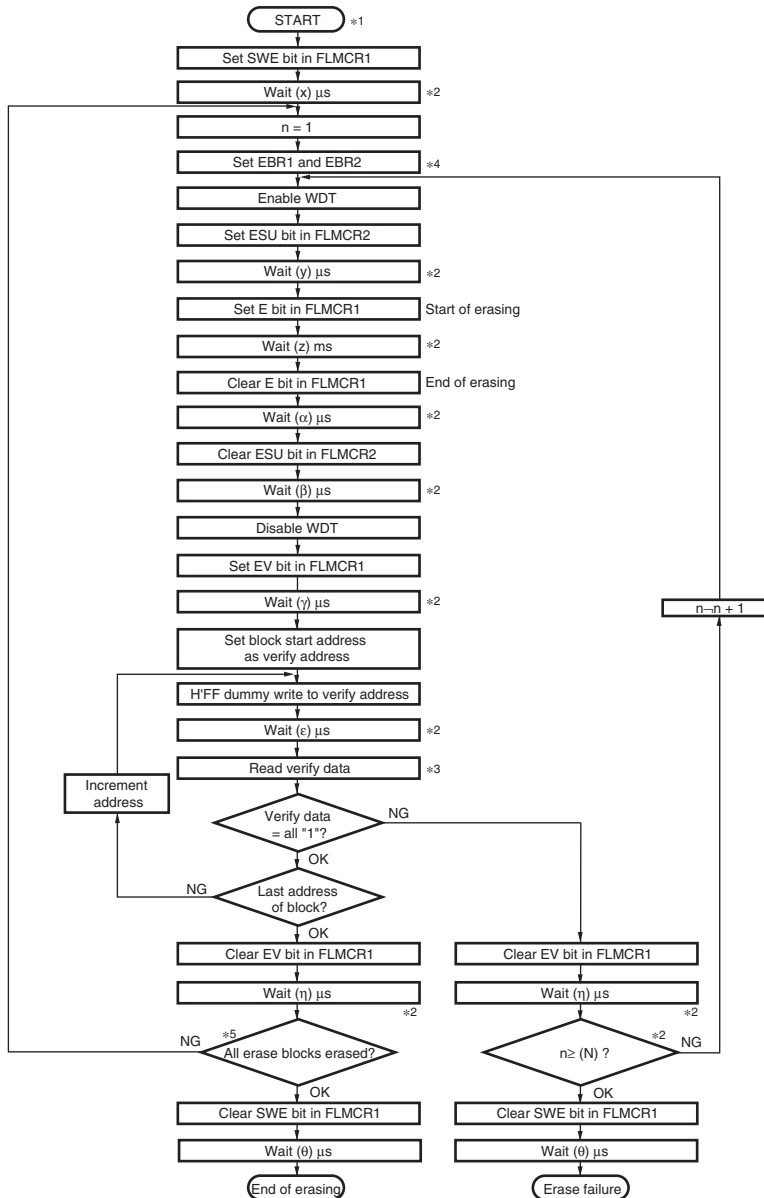 START *1
Set SWE bit in FLMCR1
Wait (x) μs *2
n = 1
Set EBR1 and EBR2 *4
Enable WDT
Set ESU bit in FLMCR2
Wait (y) μs *2
Set E bit in FLMCR1 Start of erasing
Wait (z) ms *2
Clear E bit in FLMCR1 End of erasing
Wait (α) μs *2
Clear ESU bit in FLMCR2
Wait (β) μs *2
Disable WDT
Set EV bit in FLMCR1
Wait (γ) μs *2
n¬n + 1
Set block start address
as verify address
H'FF dummy write to verify address
Wait (ε) μs *2
Read verify data *3
Increment
address
Verify data
= all "1"?
NG
OK
Last address
of block?
NG
OK
Clear EV bit in FLMCR1
Wait (η) μs
*2
*5
All erase blocks erased?
NG
OK
Clear SWE bit in FLMCR1
Wait (θ) μs
End of erasing
Clear EV bit in FLMCR1
Wait (η) μs
*2
*2
n≥ (N) ?
NG
OK
Clear SWE bit in FLMCR1
Wait (θ) μs
Erase failure